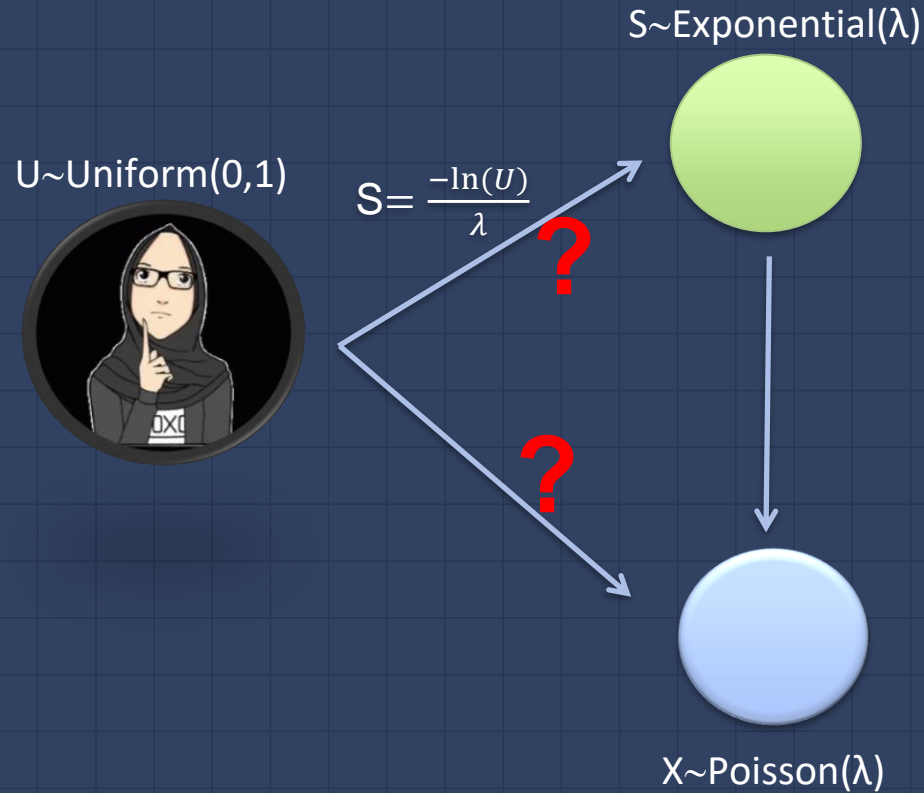 S~Exponential(λ)
U~Uniform(0,1)
S= −ln(U)
λ
?
?
X~Poisson(λ)